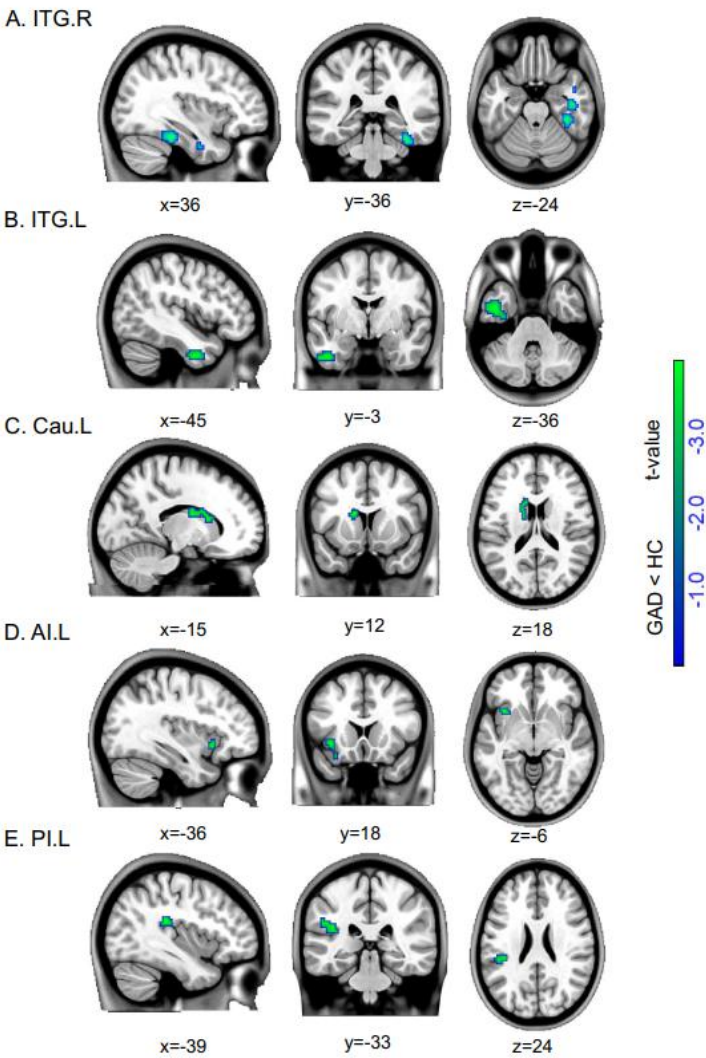 A. ITG.R
x=36 y=-36 z=-24
B. ITG.L
x=-45 y=-3 z=-36
C. Cau.L
x=-15 y=12 z=18
D. AI.L
x=-36 y=18 z=-6
E. PI.L
x=-39 y=-33 z=24
GAD < HC t-value
-1.0 -2.0 -3.0